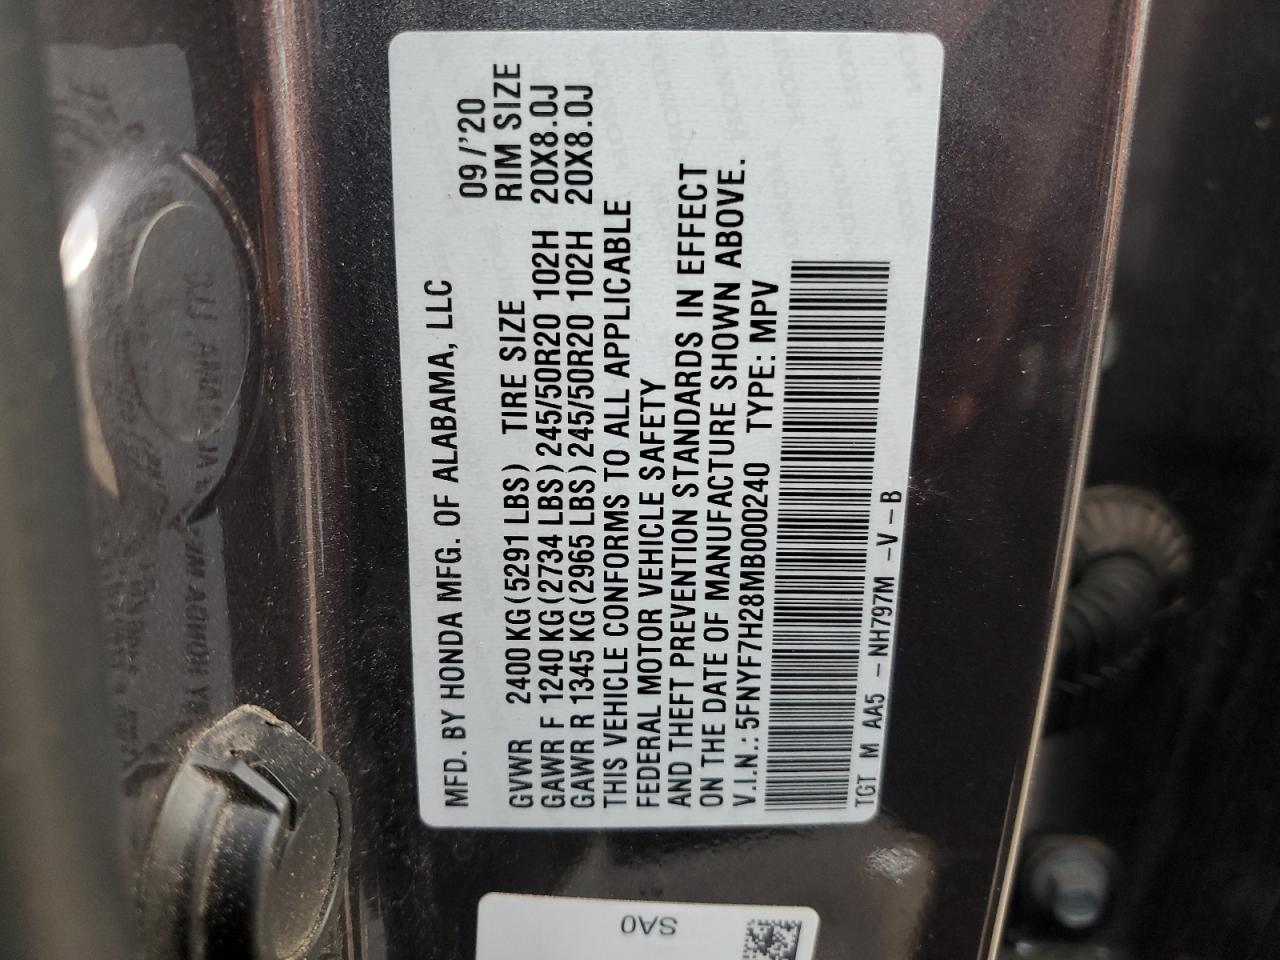 MFD. BY HONDA MFG. OF ALABAMA, LLC
09/'20
GVWR 2400 KG(5291 LBS) TIRE SIZE RIM SIZE
GAWR F 1240 KG(2734 LBS)245/50R20 102H 20X8.0J
GAWR R 1345 KG(2965 LBS)245/50R20 102H 20X8.0J
THIS VEHICLE CONFORMS TO ALL APPLICABLE
FEDERAL MOTOR VEHICLE SAFETY
AND THEFT PREVENTION STANDARDS IN EFFECT
ON THE DATE OF MANUFACTURE SHOWN ABOVE.
V.I.N.: 5FNYF7H28MB000240 TYPE: MPV
TGT M AA5 - NH797M -V-B
SA0